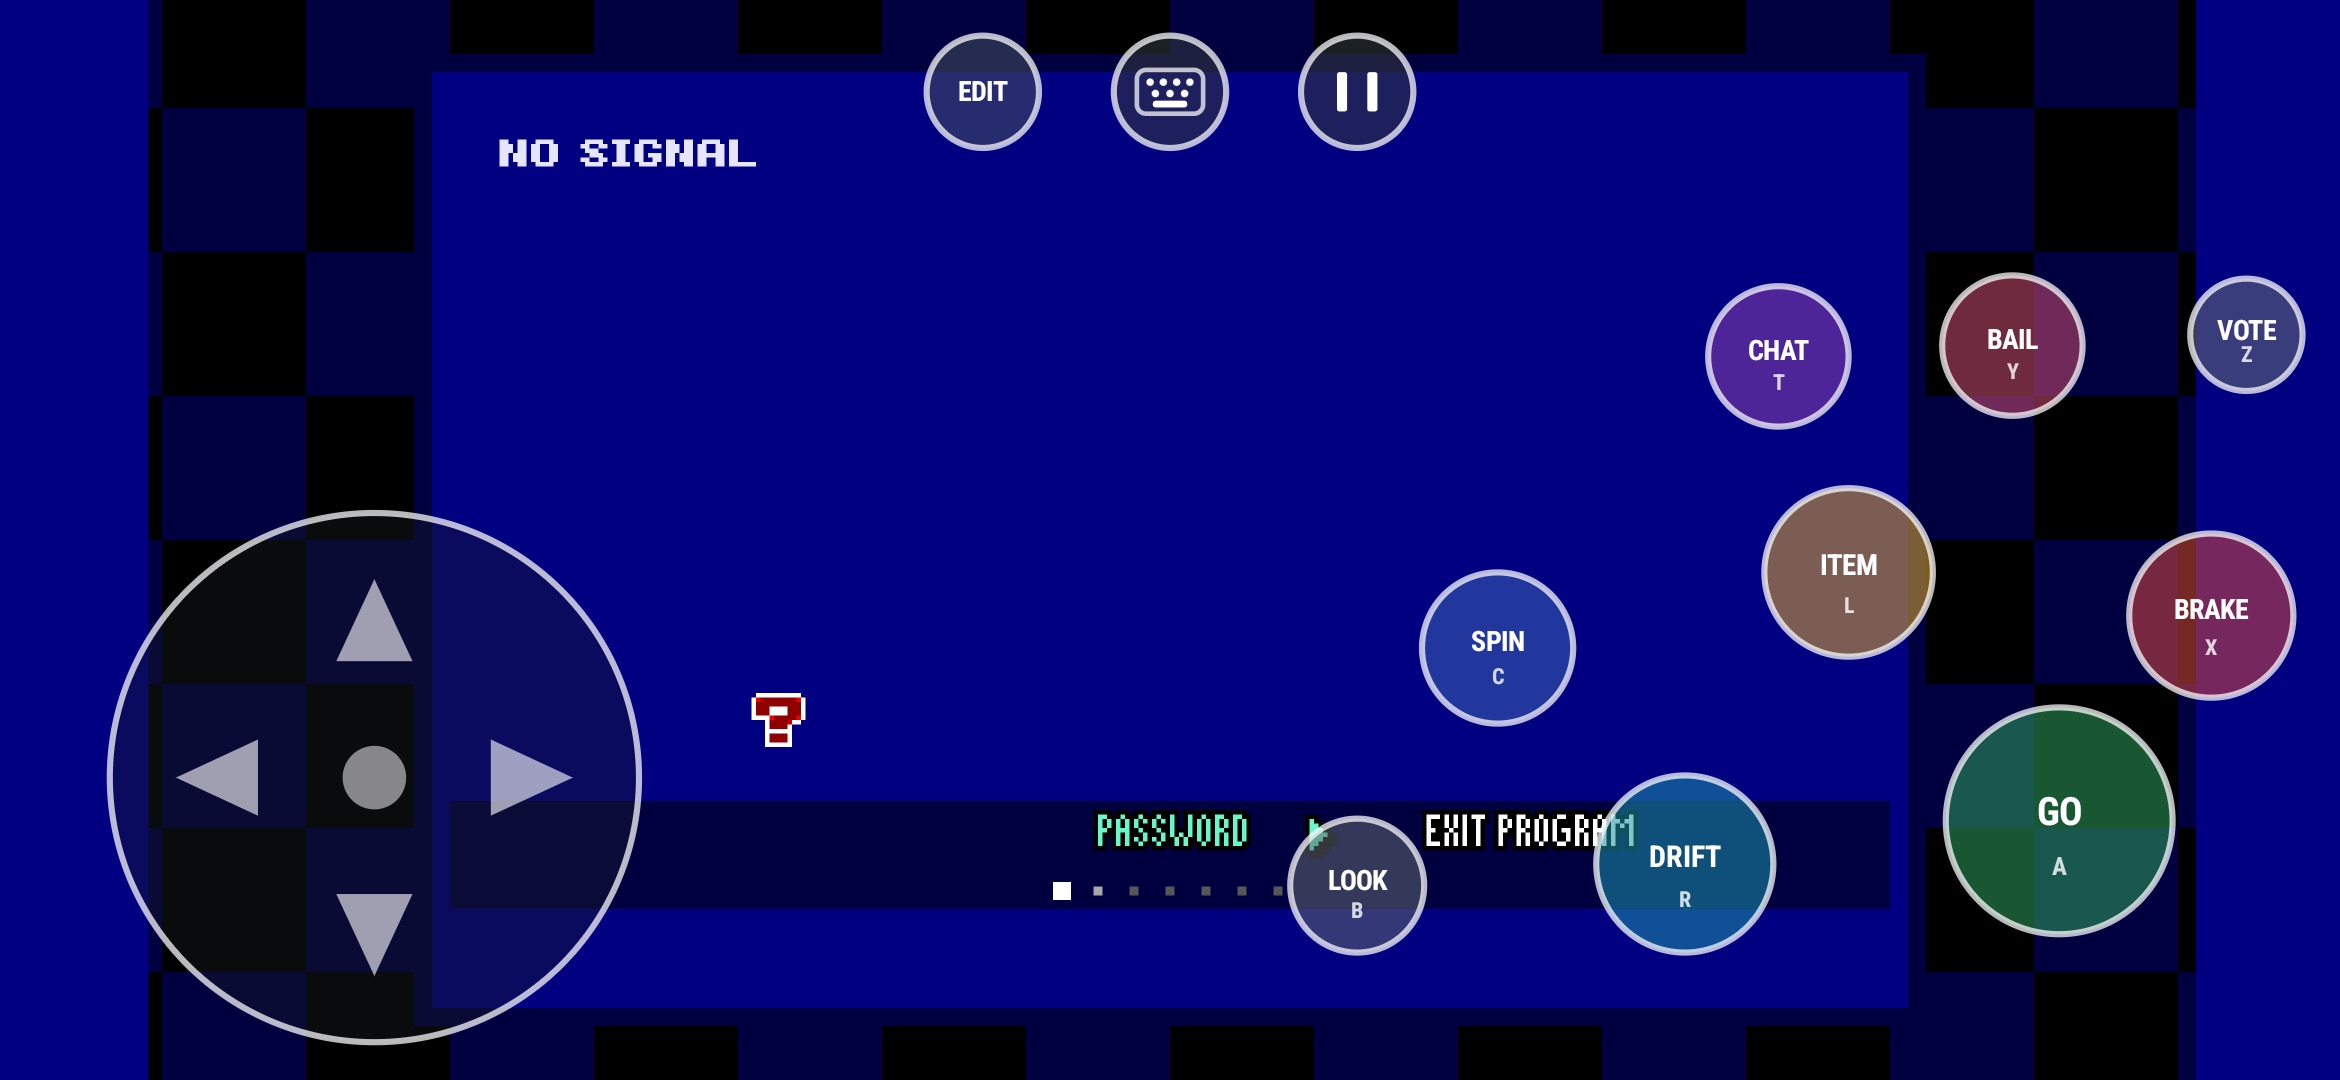 EDIT
NO SIGNAL
CHAT
T
BAIL
Y
VOTE
Z
ITEM
L
SPIN
C
BRAKE
X
?
PASSWORD
EXIT PROGRAM
LOOK
B
DRIFT
R
GO
A